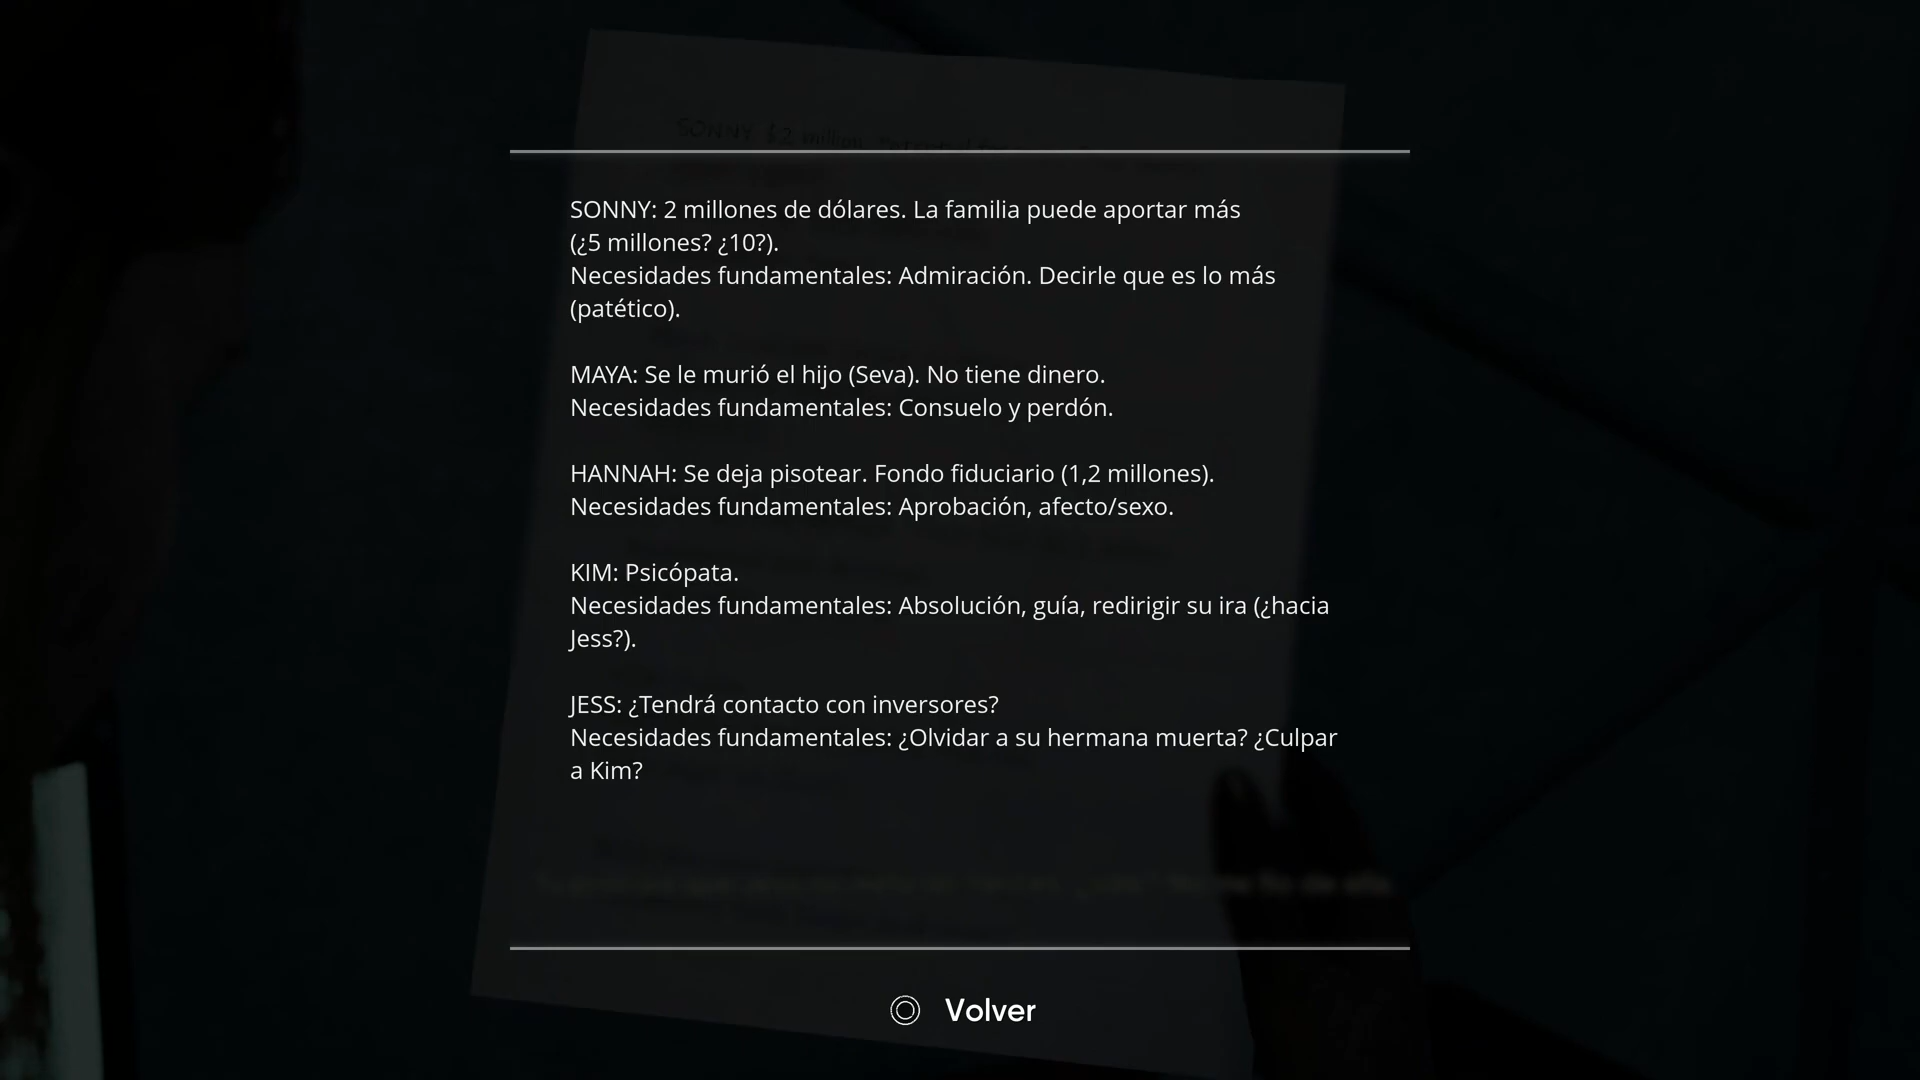 SONNY $2 million.
SONNY: 2 millones de dólares. La familia puede aportar más
(¿5 millones? ¿10?).
Necesidades fundamentales: Admiración. Decirle que es lo más
(patético).
MAYA: Se le murió el hijo (Seva). No tiene dinero.
Necesidades fundamentales: Consuelo y perdón.
HANNAH: Se deja pisotear. Fondo fiduciario (1,2 millones).
Necesidades fundamentales: Aprobación, afecto/sexo.
KIM: Psicópata.
Necesidades fundamentales: Absolución, guía, redirigir su ira (¿hacia
Jess?).
JESS: ¿Tendrá contacto con inversores?
Necesidades fundamentales: ¿Olvidar a su hermana muerta? ¿Culpar
a Kim?
Volver